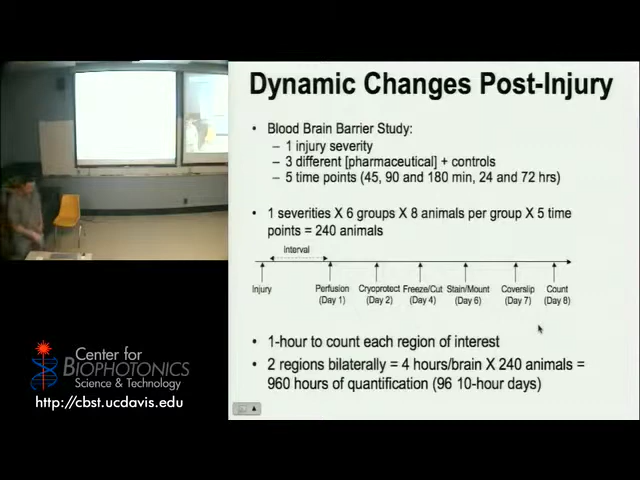 Dynamic Changes Post-Injury
• Blood Brain Barrier Study:
– 1 injury severity
– 3 different [pharmaceutical] + controls
– 5 time points (45, 90 and 180 min, 24 and 72 hrs)
• 1 severities X 6 groups X 8 animals per group X 5 time
points = 240 animals
Interval
Injury
Perfusion
(Day 1)
Cryoprotect
(Day 2)
Freeze/Cut
(Day 4)
Stain/Mount
(Day 6)
Coverslip
(Day 7)
Count
(Day 8)
• 1-hour to count each region of interest
• 2 regions bilaterally = 4 hours/brain X 240 animals =
960 hours of quantification (96 10-hour days)
Center for
BIOPHOTONICS
Science & Technology
http://cbst.ucdavis.edu